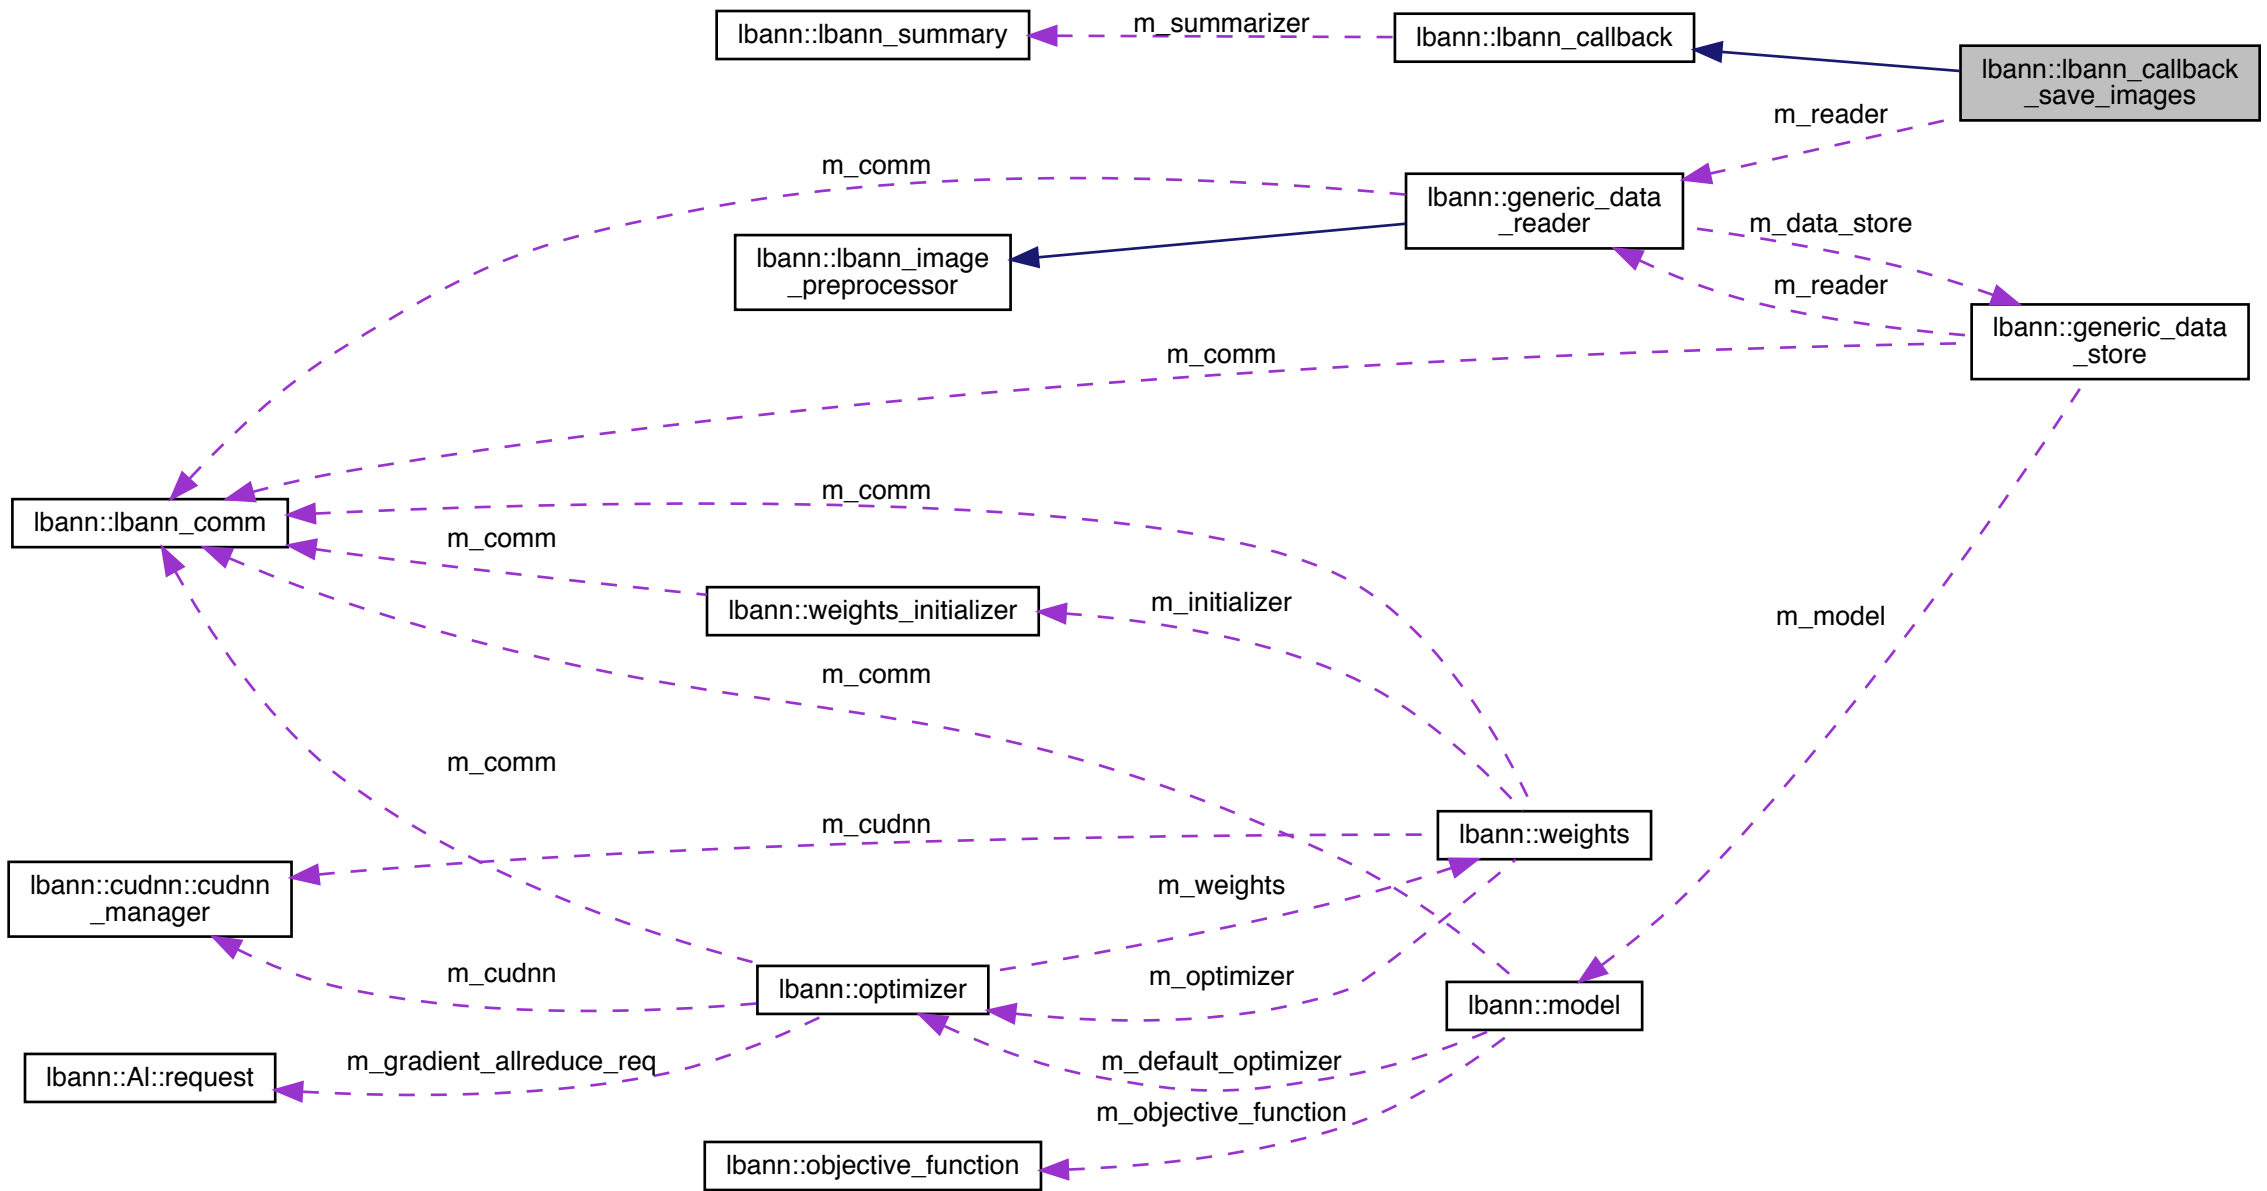 lbann::lbann_summary
m_summarizer
lbann::lbann_callback
lbann::lbann_callback
_save_images
m_reader
m_comm
lbann::generic_data
_reader
m_data_store
lbann::lbann_image
_preprocessor
m_reader
lbann::generic_data
_store
m_comm
m_comm
lbann::lbann_comm
m_comm
lbann::weights_initializer
m_initializer
m_model
m_comm
m_comm
m_cudnn
lbann::weights
lbann::cudnn::cudnn
_manager
m_weights
m_cudnn
lbann::optimizer
m_optimizer
lbann::model
lbann::Al::request
m_gradient_allreduce_req
m_default_optimizer
m_objective_function
lbann::objective_function